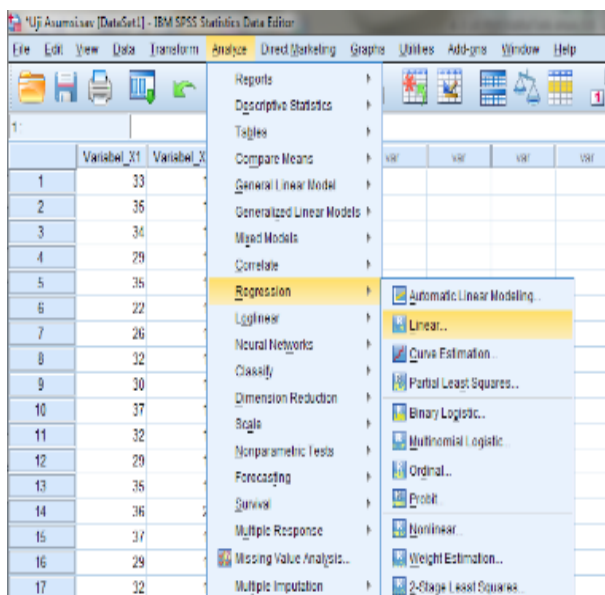 *Uji Asumsi.sav [DataSet1] - IBM SPSS Statistics Data Editor
File Edit View Data Transform Analyze Direct Marketing Graphs Utilities Add-ons Window Help
1 :
Variabel_X1 Variabel_X var var var var
1 33
2 35
3 34
4 29
5 35
6 22
7 26
8 32
9 30
10 37
11 32
12 29
13 35
14 36
15 37
16 29
17 32
Reports
Descriptive Statistics
Tables
Compare Means
General Linear Model
Generalized Linear Models
Mixed Models
Correlate
Regression
Loglinear
Neural Networks
Classify
Dimension Reduction
Scale
Nonparametric Tests
Forecasting
Survival
Multiple Response
Missing Value Analysis...
Multiple Imputation
Automatic Linear Modeling...
Linear...
Curve Estimation...
Partial Least Squares...
Binary Logistic...
Multinomial Logistic...
Ordinal...
Probit...
Nonlinear...
Weight Estimation...
2-Stage Least Squares...